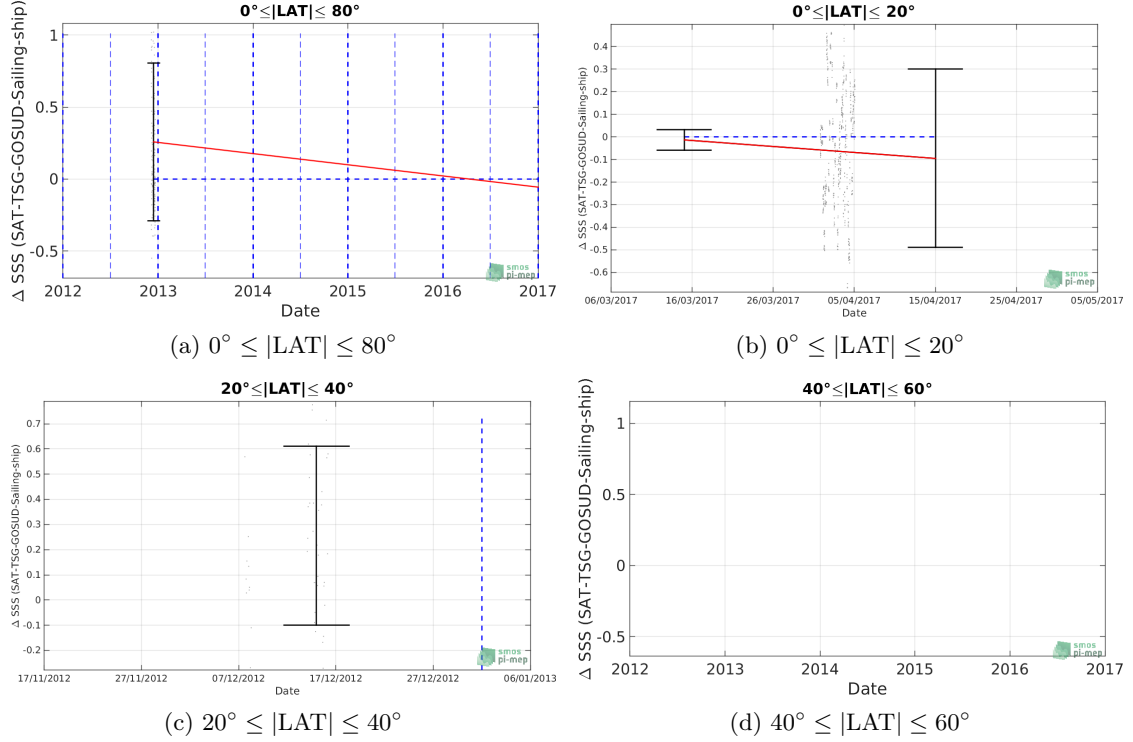 0°≤|LAT|≤ 80°
Δ SSS (SAT-TSG-GOSUD-Sailing-ship)
1
0.5
0
-0.5
2012 2013 2014 2015 2016 2017
Date
smos
pi-mep
(a) 0° ≤ |LAT| ≤ 80°
0°≤|LAT|≤ 20°
Δ SSS (SAT-TSG-GOSUD-Sailing-ship)
0.4
0.3
0.2
0.1
0
-0.1
-0.2
-0.3
-0.4
-0.5
-0.6
06/03/2017 16/03/2017 26/03/2017 05/04/2017 15/04/2017 25/04/2017 05/05/2017
Date
smos
pi-mep
(b) 0° ≤ |LAT| ≤ 20°
20°≤|LAT|≤ 40°
Δ SSS (SAT-TSG-GOSUD-Sailing-ship)
0.7
0.6
0.5
0.4
0.3
0.2
0.1
0
-0.1
-0.2
17/11/2012 27/11/2012 07/12/2012 17/12/2012 27/12/2012 06/01/2013
Date
smos
pi-mep
(c) 20° ≤ |LAT| ≤ 40°
40°≤|LAT|≤ 60°
Δ SSS (SAT-TSG-GOSUD-Sailing-ship)
1
0.5
0
-0.5
2012 2013 2014 2015 2016 2017
Date
smos
pi-mep
(d) 40° ≤ |LAT| ≤ 60°